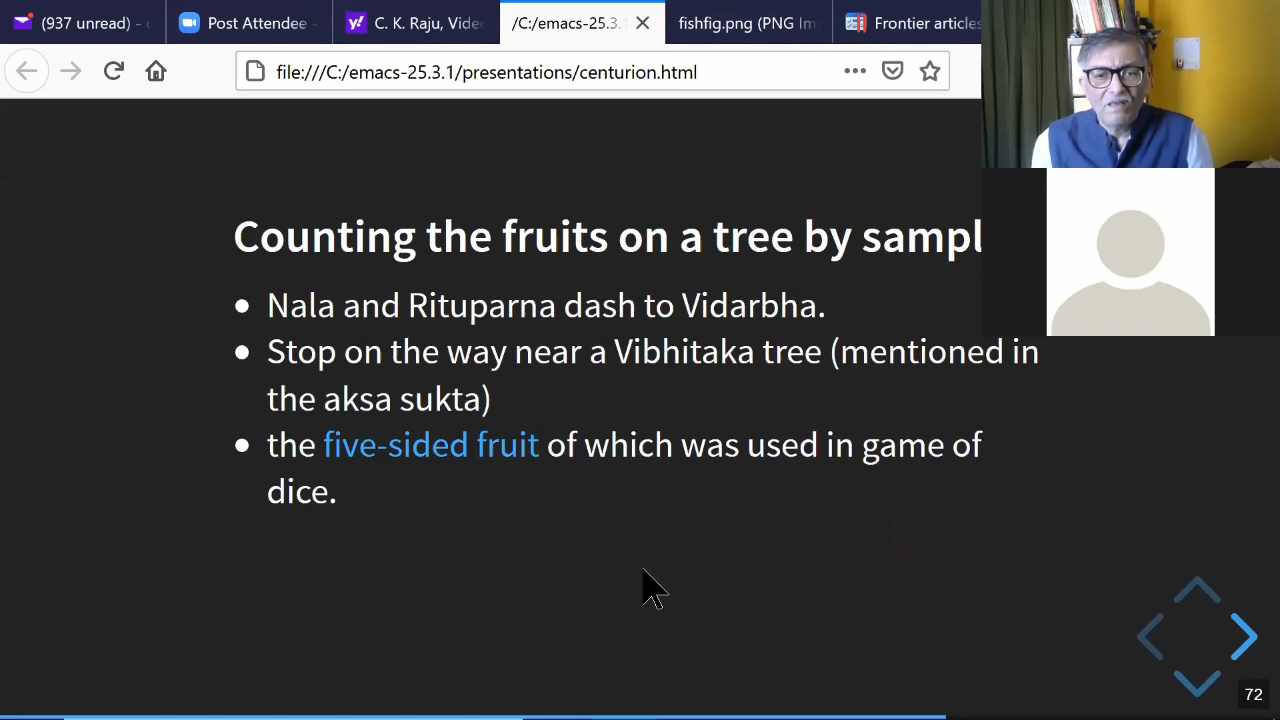 (937 unread) - c
Post Attendee -
C. K. Raju, Vide
/C:/emacs-25.3.1
fishfig.png (PNG Im
Frontier articles
file:///C:/emacs-25.3.1/presentations/centurion.html
Counting the fruits on a tree by sampl
• Nala and Rituparna dash to Vidarbha.
• Stop on the way near a Vibhitaka tree (mentioned in
the aksa sukta)
• the five-sided fruit of which was used in game of
dice.
72